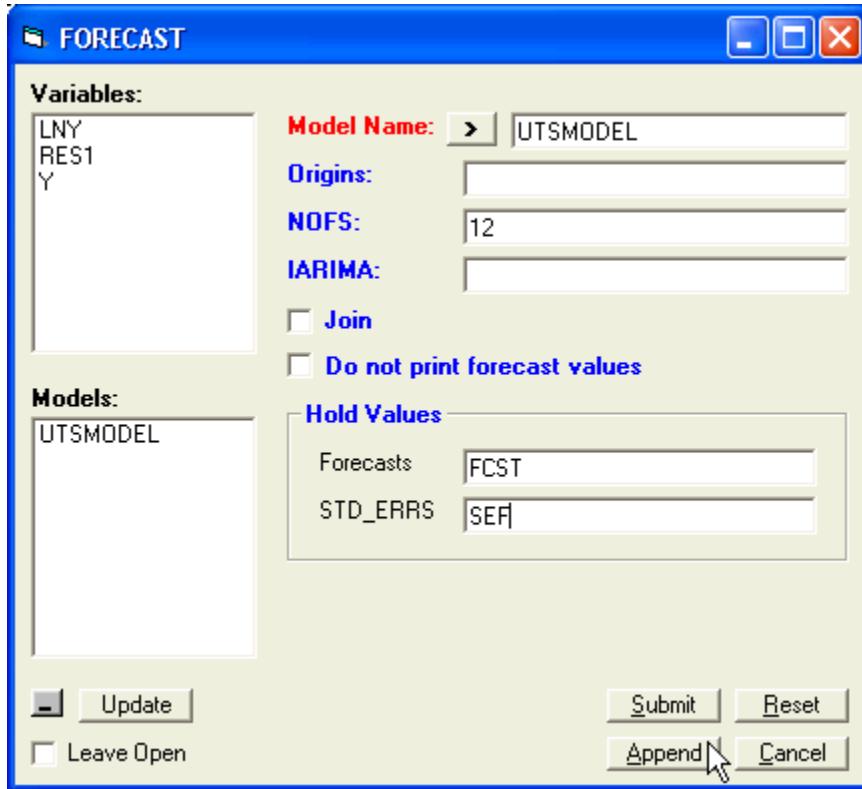 FORECAST
Variables:
LNY
RES1
Y
Model Name: > UTSMODEL
Origins:
NOFS: 12
IARIMA:
Join
Do not print forecast values
Models:
UTSMODEL
Hold Values
Forecasts FCST
STD_ERRS SEF
Update
Submit Reset
Leave Open
Append Cancel